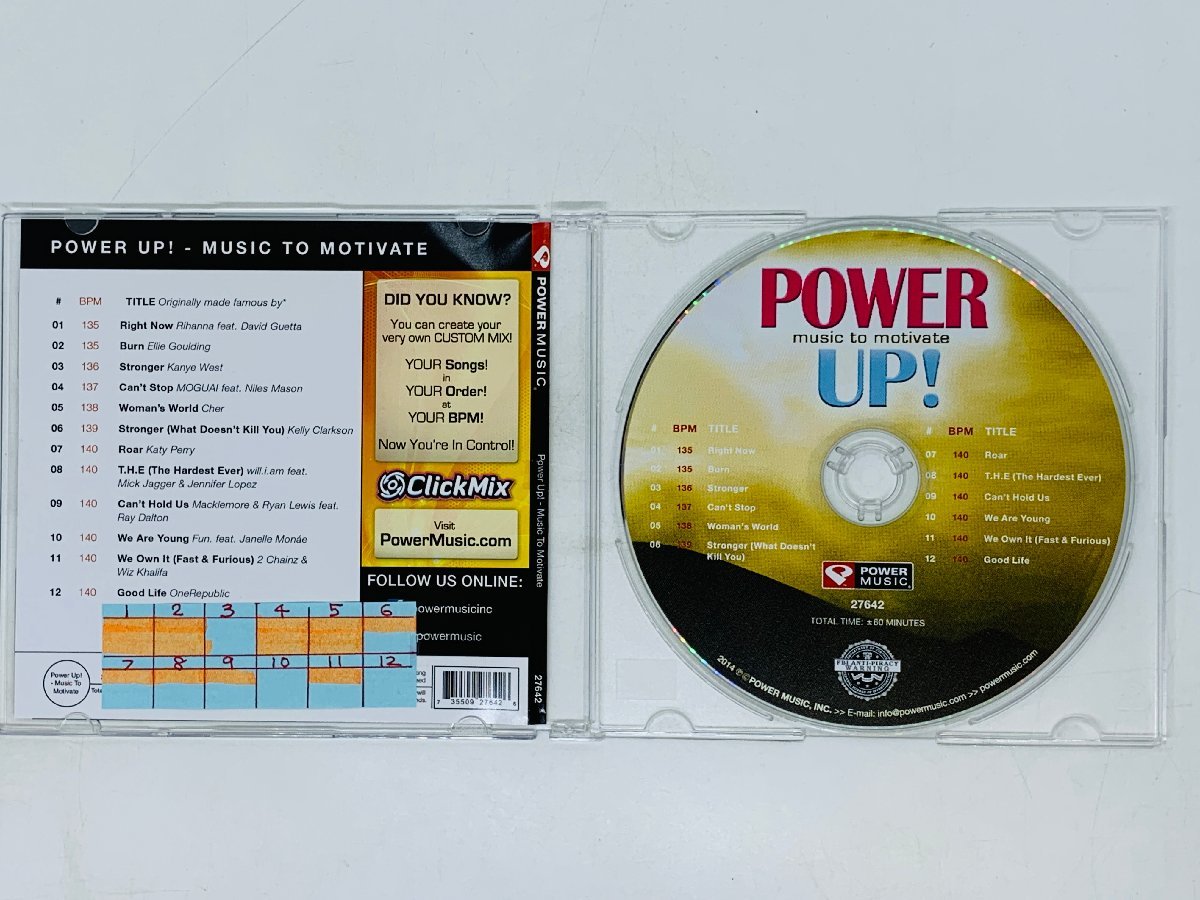 POWER UP! - MUSIC TO MOTIVATE
# BPM TITLE Originally made famous by*
01 135 Right Now Rihanna feat. David Guetta
02 135 Burn Ellie Goulding
03 136 Stronger Kanye West
04 137 Can't Stop MOGUAI feat. Niles Mason
05 138 Woman's World Cher
06 139 Stronger (What Doesn't Kill You) Kelly Clarkson
07 140 Roar Katy Perry
08 140 T.H.E (The Hardest Ever) will.i.am feat.
Mick Jagger & Jennifer Lopez
09 140 Can't Hold Us Macklemore & Ryan Lewis feat.
Ray Dalton
10 140 We Are Young Fun. feat. Janelle Monáe
11 140 We Own It (Fast & Furious) 2 Chainz &
Wiz Khalifa
12 140 Good Life OneRepublic
1 2 3 4 5 6
7 8 9 10 11 12
Power Up!
- Music To
Motivate
DID YOU KNOW?
You can create your
very own CUSTOM MIX!
YOUR Songs!
in
YOUR Order!
at
YOUR BPM!
Now You're In Control!
ClickMix
Visit
PowerMusic.com
FOLLOW US ONLINE:
powermusicinc
powermusic
7 35509 27642 6
POWER MUSIC
Power Up! - Music To Motivate
27642
POWER
music to motivate
UP!
# BPM TITLE
01 135 Right Now
02 135 Burn
03 136 Stronger
04 137 Can't Stop
05 138 Woman's World
06 139 Stronger (What Doesn't
Kill You)
# BPM TITLE
07 140 Roar
08 140 T.H.E (The Hardest Ever)
09 140 Can't Hold Us
10 140 We Are Young
11 140 We Own It (Fast & Furious)
12 140 Good Life
POWER
MUSIC
27642
TOTAL TIME: ±60 MINUTES
FBI ANTI-PIRACY
WARNING
2014 ℗© POWER MUSIC, INC. >> E-mail: info@powermusic.com >> powermusic.com